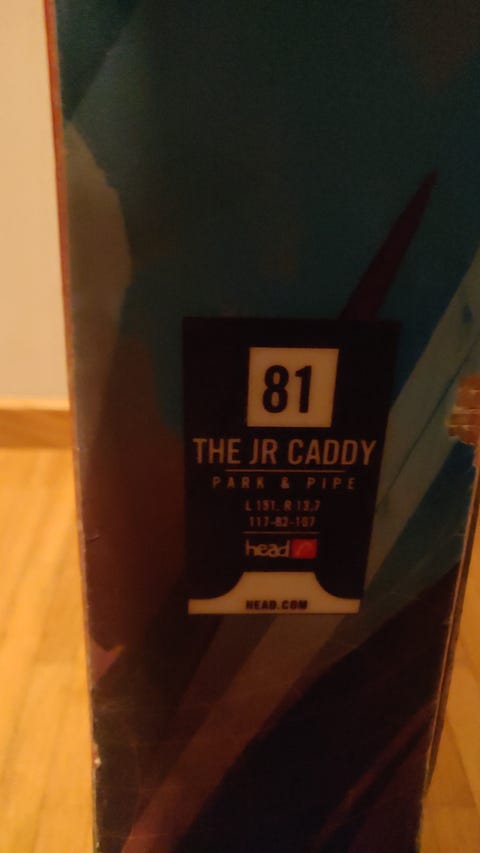 81
THE JR CADDY
PARK & PIPE
L 151, R 13,7
117-82-107
head
HEAD.COM